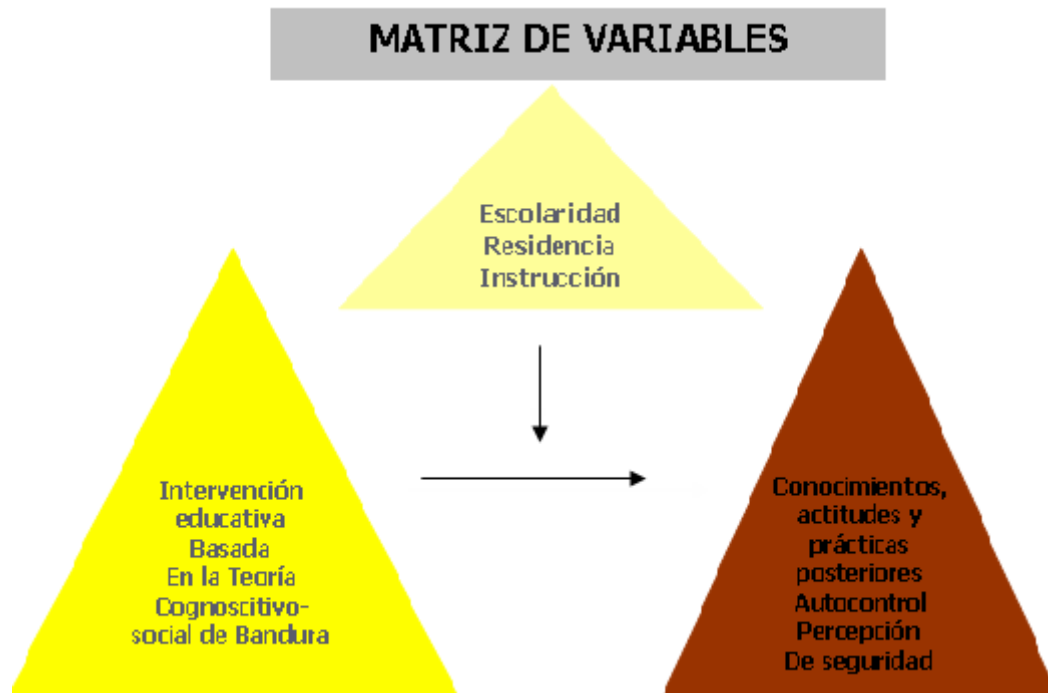 MATRIZ DE VARIABLES
Escolaridad
Residencia
Instrucción
Intervención
educativa
Basada
En la Teoría
Cognoscitivo-
social de Bandura
Conocimientos,
actitudes y
prácticas
posteriores
Autocontrol
Percepción
De seguridad